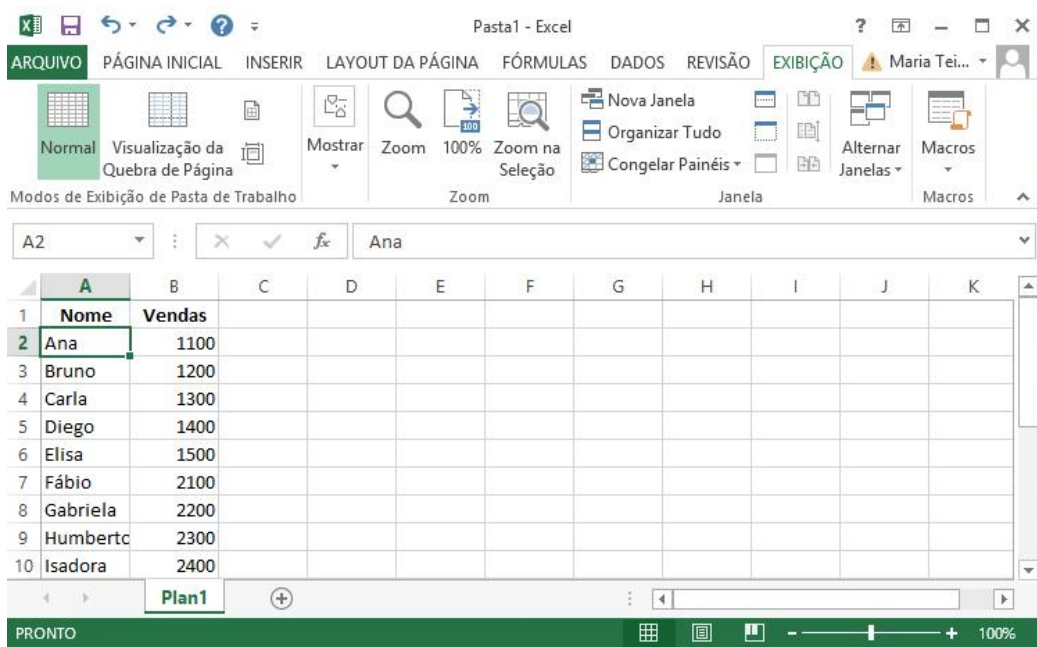 Pasta1 - Excel
ARQUIVO PÁGINA INICIAL INSERIR LAYOUT DA PÁGINA FÓRMULAS DADOS REVISÃO EXIBIÇÃO Maria Tei...
Normal
Visualização da
Quebra de Página
Mostrar
Zoom
100
100%
Zoom na
Seleção
Nova Janela
Organizar Tudo
Congelar Painéis
Alternar
Janelas
Macros
Modos de Exibição de Pasta de Trabalho Zoom Janela Macros
A2 fx Ana
A B C D E F G H I J K
1 Nome Vendas
2 Ana 1100
3 Bruno 1200
4 Carla 1300
5 Diego 1400
6 Elisa 1500
7 Fábio 2100
8 Gabriela 2200
9 Humberto 2300
10 Isadora 2400
Plan1
PRONTO 100%